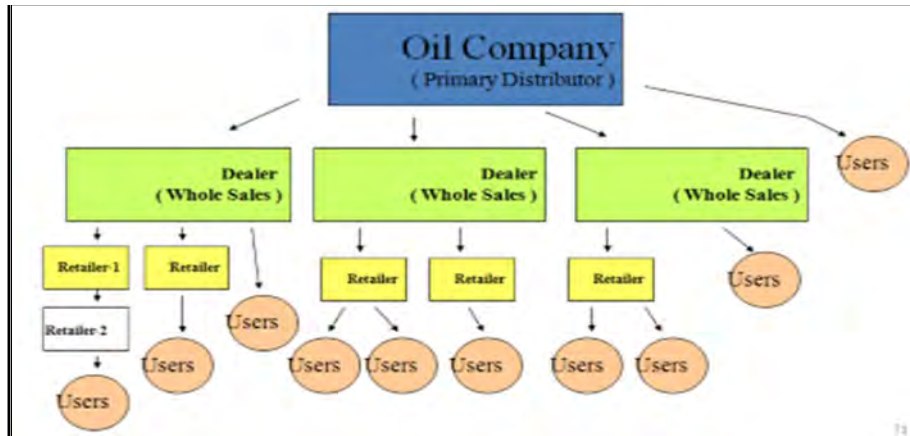 Oil Company
( Primary Distributor )
Users
Dealer
( Whole Sales )
Dealer
( Whole Sales )
Dealer
( Whole Sales )
Retailer-1
Retailer
Users
Retailer
Retailer
Retailer
Users
Retailer-2
Users
Users
Users
Users
Users
Users
Users
Users